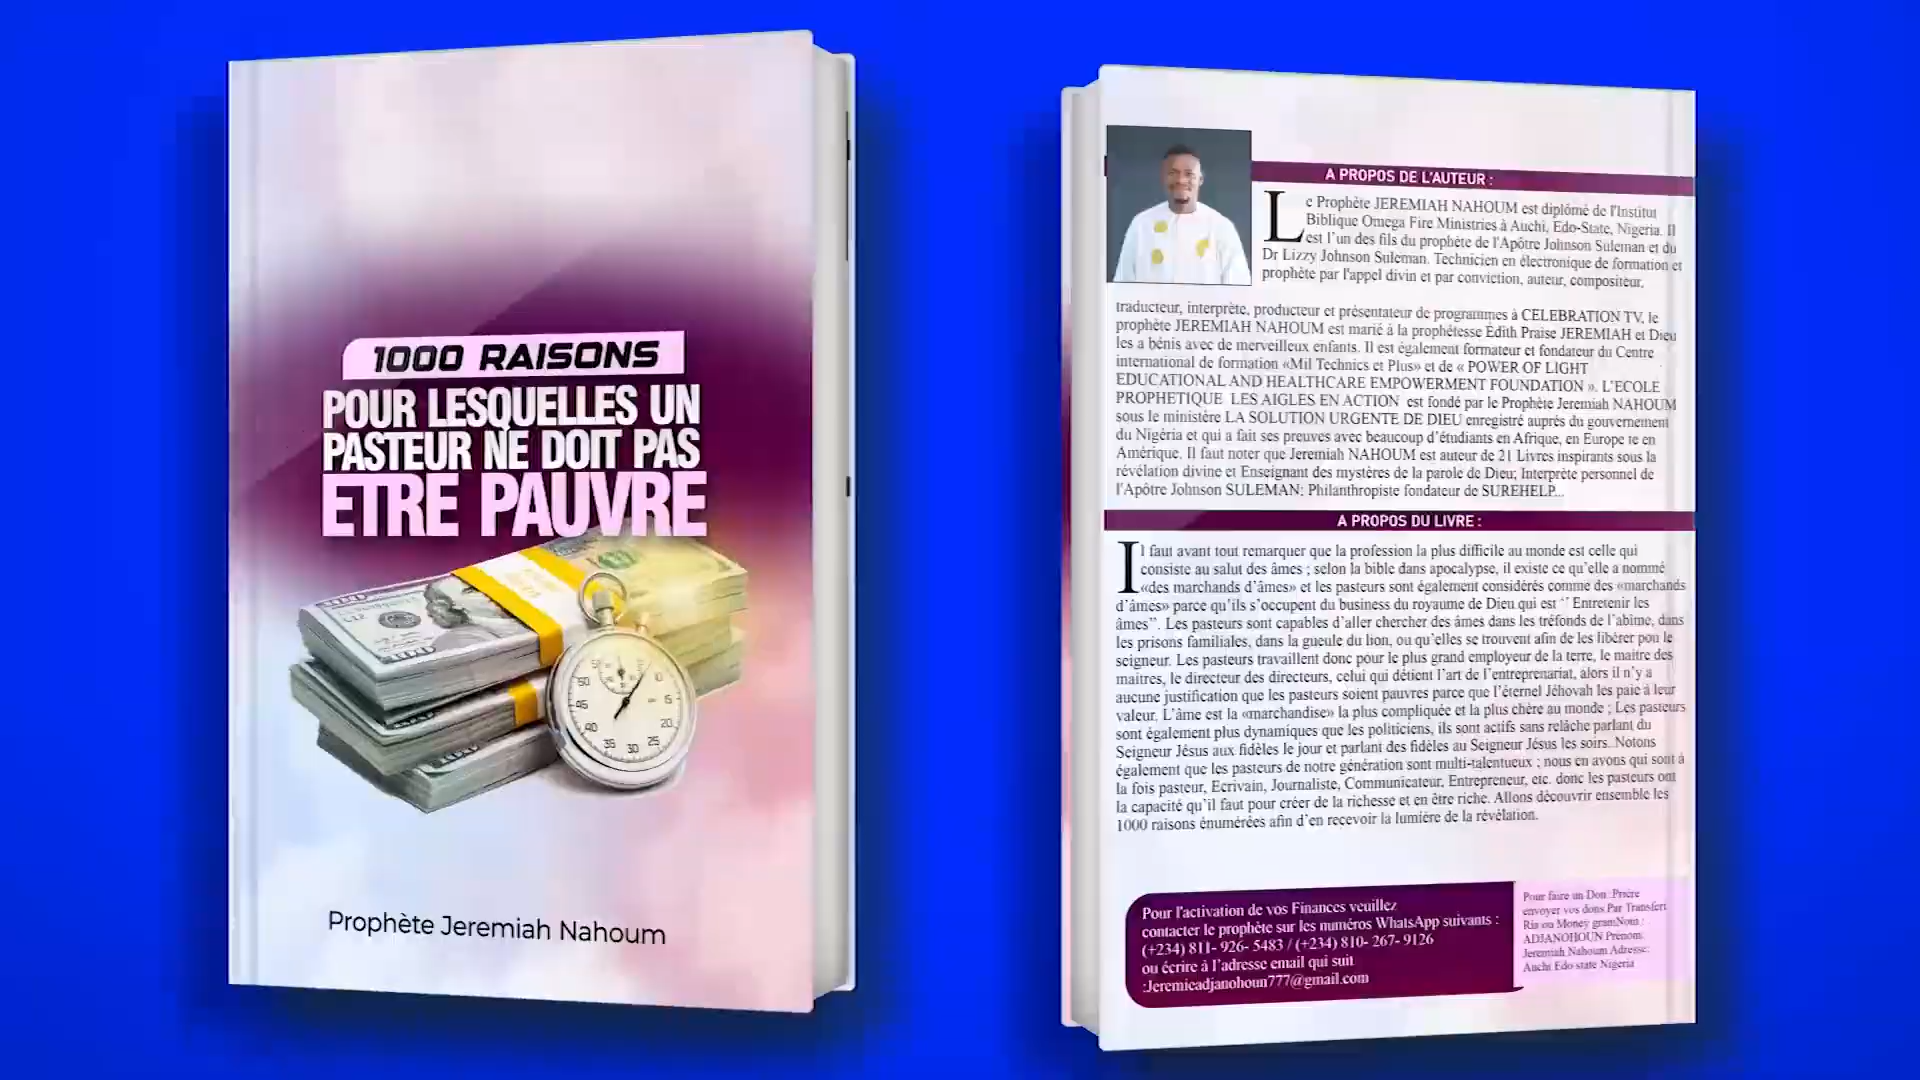 1000 RAISONS
POUR LESQUELLES UN
PASTEUR NE DOIT PAS
ETRE PAUVRE
Prophète Jeremiah Nahoum
A PROPOS DE L'AUTEUR :
Le Prophète JEREMIAH NAHOUM est diplômé de l'Institut
Biblique Omega Fire Ministries à Auchi, Edo-State, Nigeria. Il
est l'un des fils du prophète de l'Apôtre Johnson Suleman et du
Dr Lizzy Johnson Suleman. Technicien en électronique de formation et
prophète par l'appel divin et par conviction, auteur, compositeur,
traducteur, interprète, producteur et présentateur de programmes à CELEBRATION TV, le
prophète JEREMIAH NAHOUM est marié à la prophétesse Edith Praise JEREMIAH et Dieu
les a bénis avec de merveilleux enfants. Il est également formateur et fondateur du Centre
international de formation «Mil Technics et Plus» et de « POWER OF LIGHT
EDUCATIONAL AND HEALTHCARE EMPOWERMENT FOUNDATION ». L'ECOLE
PROPHETIQUE LES AIGLES EN ACTION est fondé par le Prophète Jeremiah NAHOUM
sous le ministère LA SOLUTION URGENTE DE DIEU enregistré auprès du gouvernement
du Nigéria et qui a fait ses preuves avec beaucoup d'étudiants en Afrique, en Europe te en
Amérique. Il faut noter que Jeremiah NAHOUM est auteur de 21 Livres inspirants sous la
révélation divine et Enseignant des mystères de la parole de Dieu; Interprète personnel de
l'Apôtre Johnson SULEMAN; Philanthropiste fondateur de SUREHELP...
A PROPOS DU LIVRE :
Il faut avant tout remarquer que la profession la plus difficile au monde est celle qui
consiste au salut des âmes ; selon la bible dans apocalypse, il existe ce qu'elle a nommé
«des marchands d'âmes» et les pasteurs sont également considérés comme des «marchands
d'âmes» parce qu'ils s'occupent du business du royaume de Dieu qui est '' Entretenir les
âmes''. Les pasteurs sont capables d'aller chercher des âmes dans les tréfonds de l'abîme, dans
les prisons familiales, dans la gueule du lion, ou qu'elles se trouvent afin de les libérer pou le
seigneur. Les pasteurs travaillent donc pour le plus grand employeur de la terre, le maitre des
maitres, le directeur des directeurs, celui qui détient l'art de l'entreprenariat, alors il n'y a
aucune justification que les pasteurs soient pauvres parce que l'éternel Jéhovah les paie à leur
valeur. L'âme est la «marchandise» la plus compliquée et la plus chère au monde ; Les pasteurs
sont également plus dynamiques que les politiciens, ils sont actifs sans relâche parlant du
Seigneur Jésus aux fidèles le jour et parlant des fidèles au Seigneur Jésus les soirs. Notons
également que les pasteurs de notre génération sont multi-talentueux ; nous en avons qui sont à
la fois pasteur, Ecrivain, Journaliste, Communicateur, Entrepreneur, etc. donc les pasteurs ont
la capacité qu'il faut pour créer de la richesse et en être riche. Allons découvrir ensemble les
1000 raisons énumérées afin d'en recevoir la lumière de la révélation.
Pour l'activation de vos Finances veuillez
contacter le prophète sur les numéros WhatsApp suivants :
(+234) 811- 926- 5483 / (+234) 810- 267- 9126
ou écrire à l'adresse email qui suit
:Jeremieadjanohoun777@gmail.com
Pour faire un Don :Prière
envoyer vos dons Par Transfert
Ria ou Money gramNom :
ADJANOHOUN Prenom:
Jeremiah Nahoum Adresse:
Auchi Edo state Nigeria